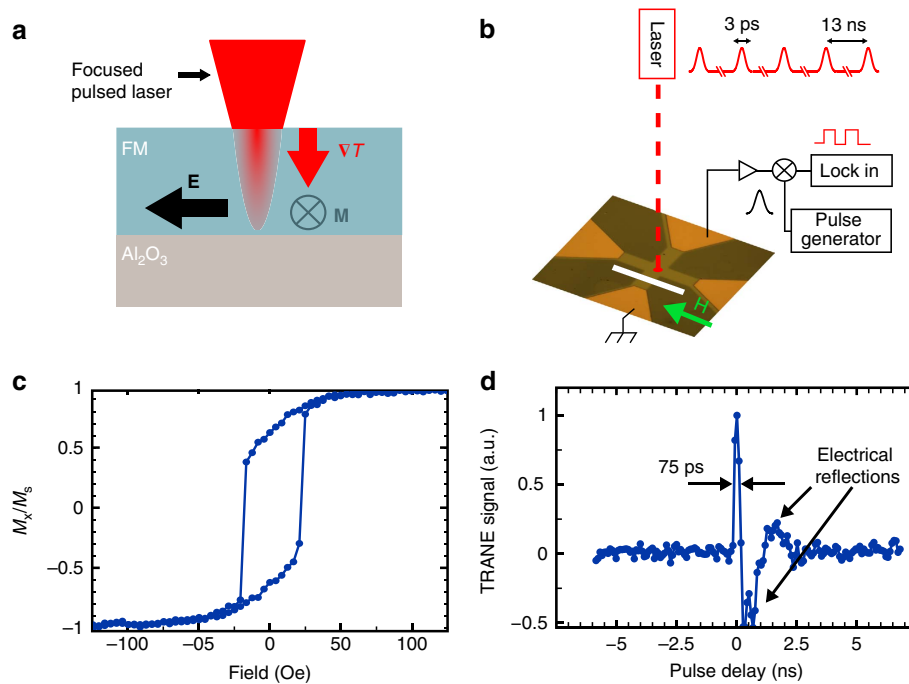 a
Focused
pulsed laser
FM
∇T
E
M
Al₂O₃
b
Laser
3 ps
13 ns
Lock in
Pulse
generator
H
c
Mₓ/Mₛ
1
0.5
0
−0.5
−1
−100
−50
0
50
100
Field (Oe)
d
TRANE signal (a.u.)
1
0.5
0
−0.5
75 ps
Electrical
reflections
−5
−2.5
0
2.5
5
Pulse delay (ns)